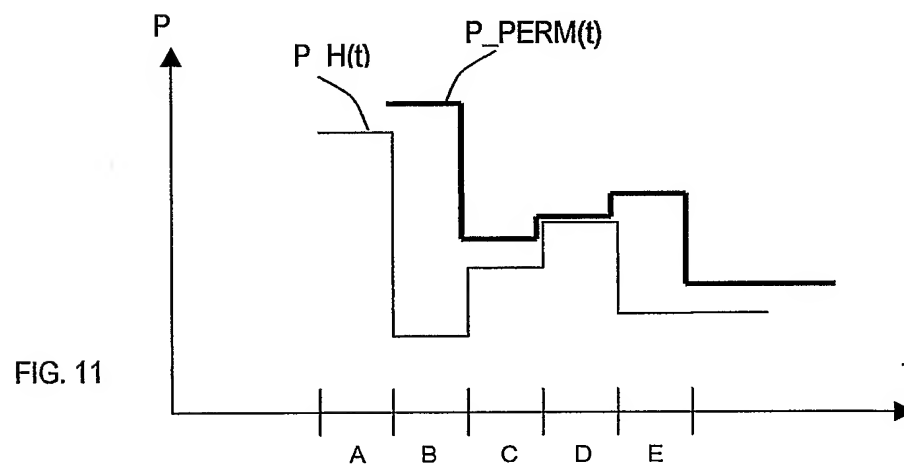 P
P_PERM(t)
P H(t)
FIG. 11
A B C D E